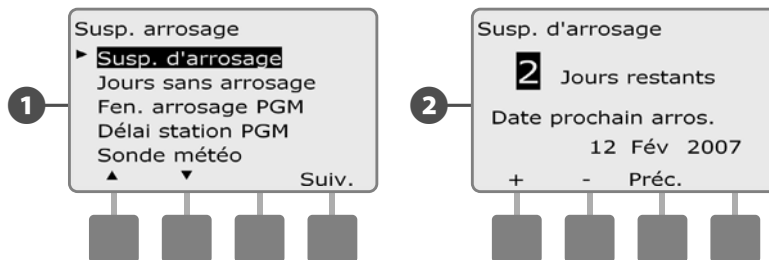 1
Susp. arrosage
► Susp. d'arrosage
Jours sans arrosage
Fen. arrosage PGM
Délai station PGM
Sonde météo
▲ ▼ Suiv.
2
Susp. d'arrosage
2 Jours restants
Date prochain arros.
12 Fév 2007
+ - Préc.